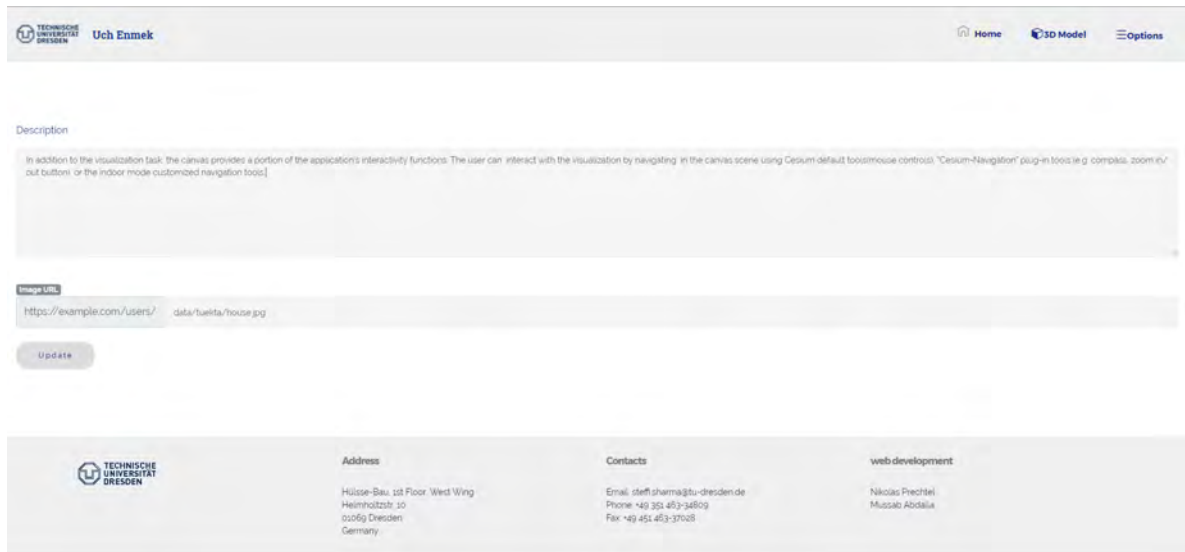 TECHNISCHE
UNIVERSITÄT
DRESDEN
Uch Enmek
Home
3D Model
Options
Description
In addition to the visualization task, the canvas provides a portion of the application's interactivity functions. The user can interact with the visualization by navigating in the canvas scene using Cesium default tools(mouse controls), "Cesium-Navigation" plug-in tools (e.g. compass, zoom in/
out button) or the indoor mode customized navigation tools.
Image URL
https://example.com/users/ data/tuekta/house.jpg
Update
TECHNISCHE
UNIVERSITÄT
DRESDEN
Address
Hülsse-Bau, 1st Floor, West Wing
Helmholtzstr. 10
01069 Dresden
Germany
Contacts
Email: steffi.sharma@tu-dresden.de
Phone: +49 351 463-34809
Fax: +49 451 463-37028
web development
Nikolas Prechtel
Mussab Abdalla